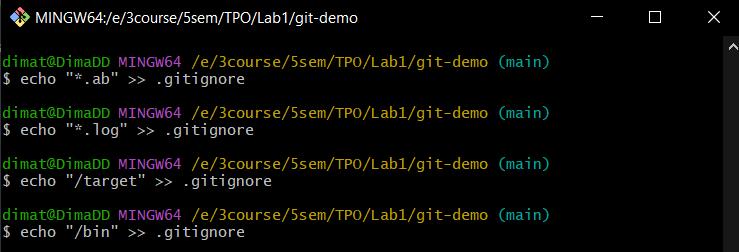 MINGW64:/e/3course/5sem/TPO/Lab1/git-demo
dimat@DimaDD MINGW64 /e/3course/5sem/TPO/Lab1/git-demo (main)
$ echo "*.ab" >> .gitignore
dimat@DimaDD MINGW64 /e/3course/5sem/TPO/Lab1/git-demo (main)
$ echo "*.log" >> .gitignore
dimat@DimaDD MINGW64 /e/3course/5sem/TPO/Lab1/git-demo (main)
$ echo "/target" >> .gitignore
dimat@DimaDD MINGW64 /e/3course/5sem/TPO/Lab1/git-demo (main)
$ echo "/bin" >> .gitignore